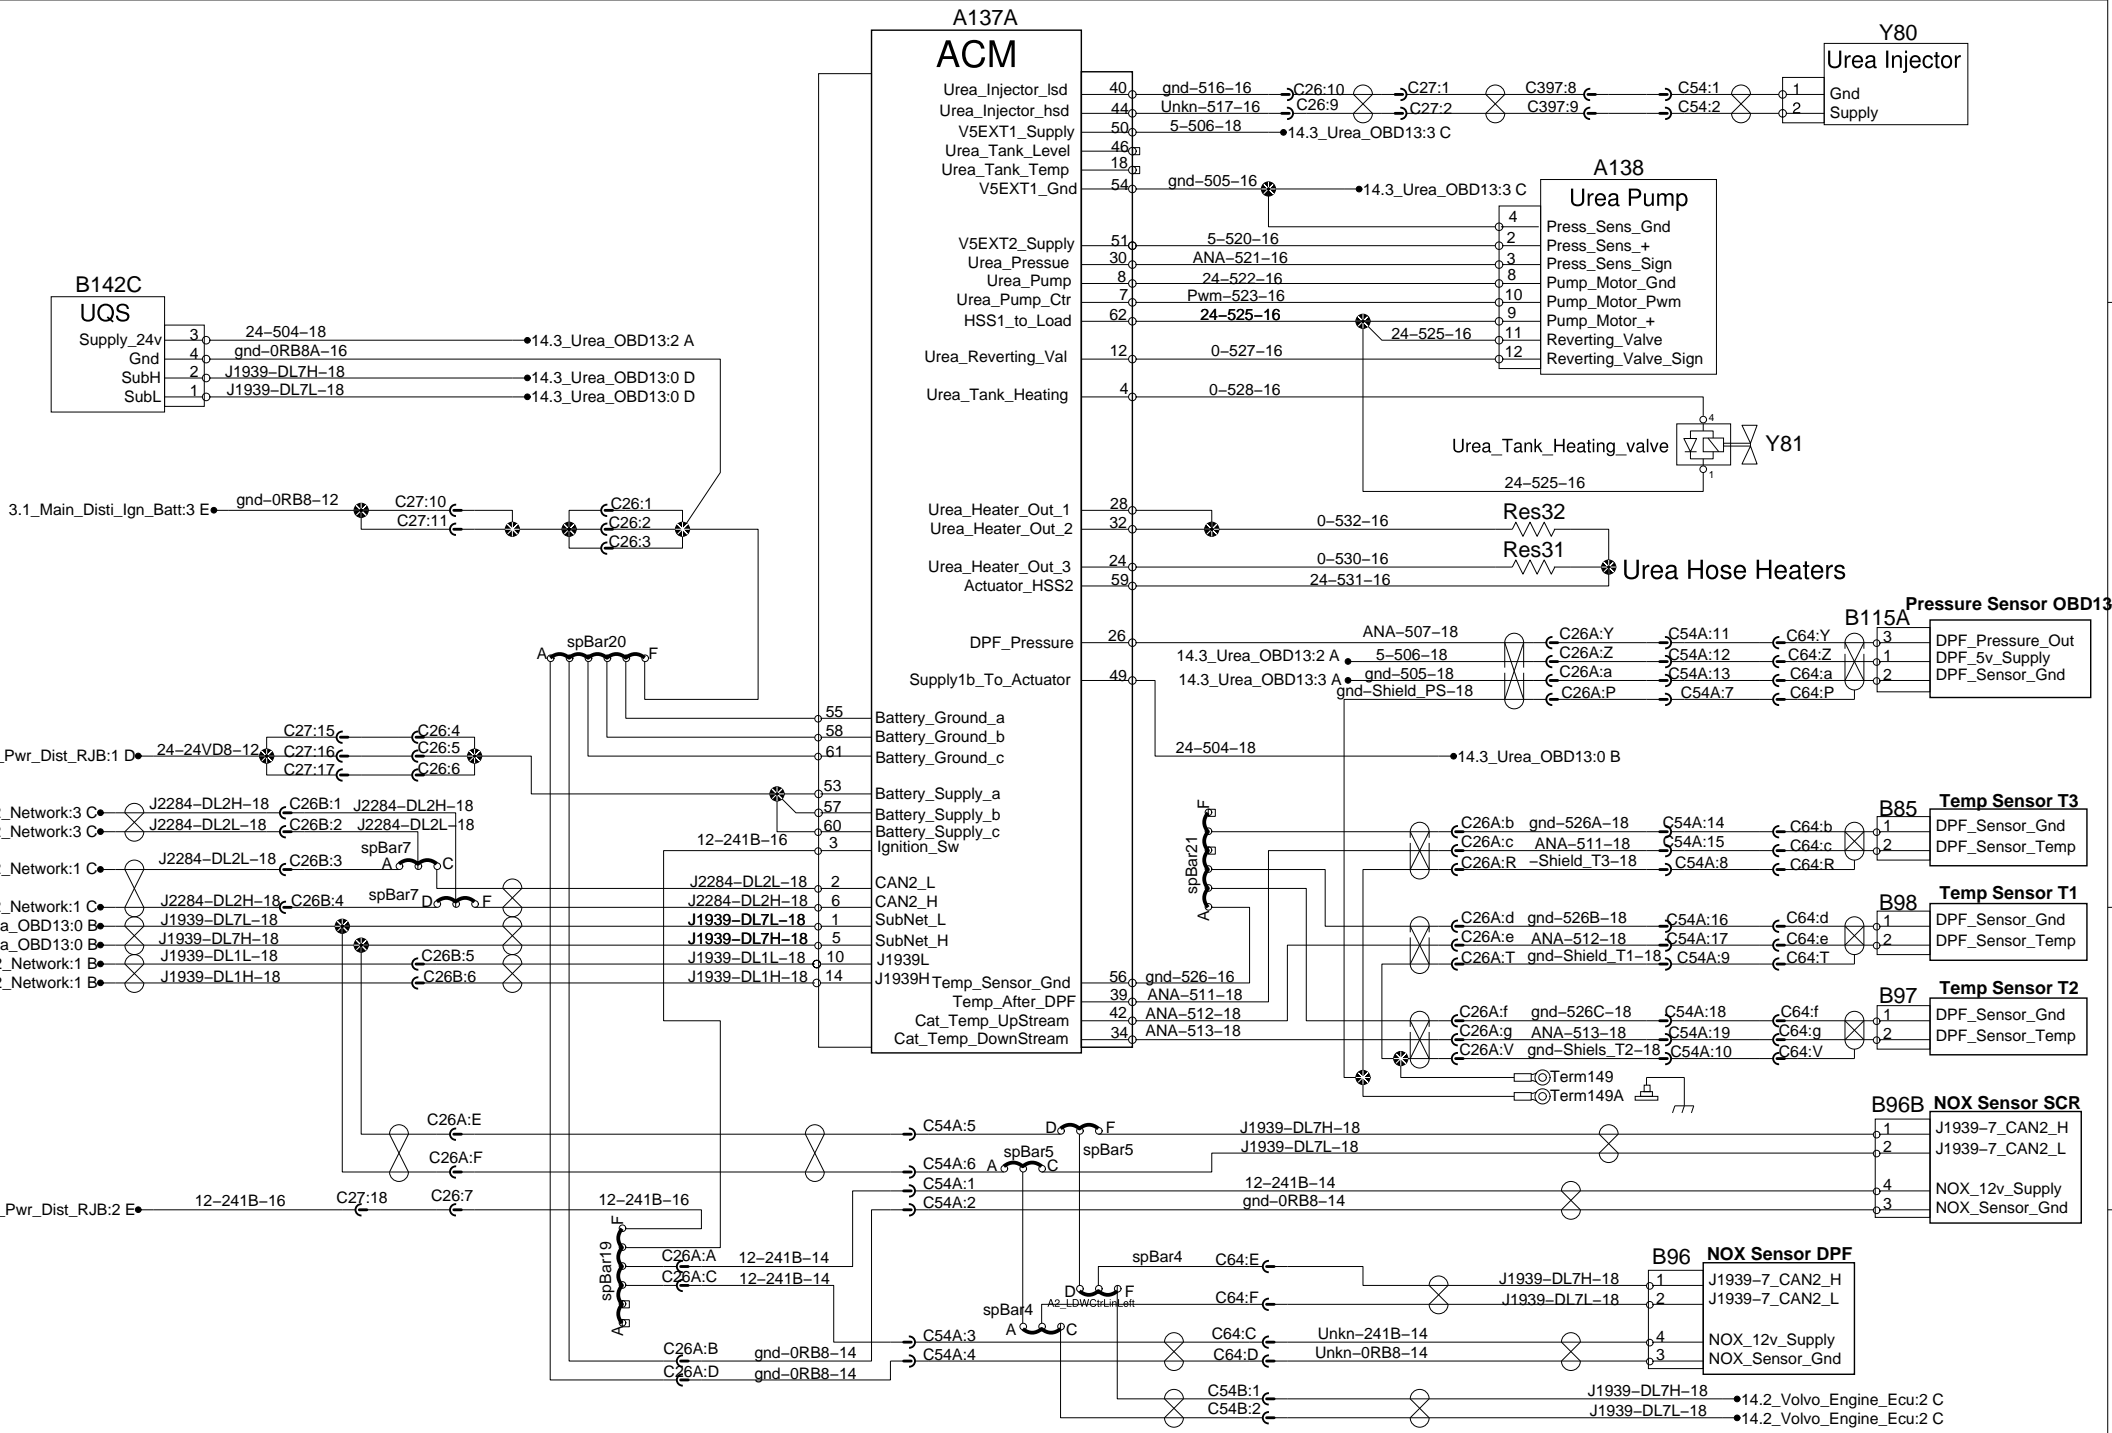 A137A
ACM
Urea_Injector_lsd 40 gnd-516-16 C26:10 C27:1 C397:8 C54:1
Urea_Injector_hsd 44 Unkn-517-16 C26:9 C27:2 C397:9 C54:2
V5EXT1_Supply 50 5-506-18 14.3_Urea_OBD13:3 C
Urea_Tank_Level 46
Urea_Tank_Temp 18
V5EXT1_Gnd 54 gnd-505-16 14.3_Urea_OBD13:3 C
V5EXT2_Supply 51 5-520-16
Urea_Pressue 30 ANA-521-16
Urea_Pump 8 24-522-16
Urea_Pump_Ctr 7 Pwm-523-16
HSS1_to_Load 62 24-525-16
24-525-16
Urea_Reverting_Val 12 0-527-16
Urea_Tank_Heating 4 0-528-16
Y80
Urea Injector
1 Gnd
2 Supply
A138
Urea Pump
4 Press_Sens_Gnd
2 Press_Sens_+
3 Press_Sens_Sign
8 Pump_Motor_Gnd
10 Pump_Motor_Pwm
9 Pump_Motor_+
11 Reverting_Valve
12 Reverting_Valve_Sign
4
Urea_Tank_Heating_valve Y81
1
24-525-16
Urea_Heater_Out_1 28
Urea_Heater_Out_2 32 0-532-16 Res32
Urea_Heater_Out_3 24 0-530-16 Res31
Actuator_HSS2 59 24-531-16
Urea Hose Heaters
B142C
UQS
Supply_24v 3 24-504-18 14.3_Urea_OBD13:2 A
Gnd 4 gnd-0RB8A-16
SubH 2 J1939-DL7H-18 14.3_Urea_OBD13:0 D
SubL 1 J1939-DL7L-18 14.3_Urea_OBD13:0 D
3.1_Main_Disti_Ign_Batt:3 E gnd-0RB8-12 C27:10 C26:1
C27:11 C26:2
C26:3
spBar20
A F
DPF_Pressure 26 ANA-507-18 C26A:Y C54A:11 C64:Y
14.3_Urea_OBD13:2 A 5-506-18 C26A:Z C54A:12 C64:Z
14.3_Urea_OBD13:3 A gnd-505-18 C26A:a C54A:13 C64:a
gnd-Shield_PS-18 C26A:P C54A:7 C64:P
Pressure Sensor OBD13
B115A
3 DPF_Pressure_Out
1 DPF_5v_Supply
2 DPF_Sensor_Gnd
Supply1b_To_Actuator 49
24-504-18 14.3_Urea_OBD13:0 B
55 Battery_Ground_a
58 Battery_Ground_b
61 Battery_Ground_c
53 Battery_Supply_a
57 Battery_Supply_b
60 Battery_Supply_c
12-241B-16 3 Ignition_Sw
J2284-DL2L-18 2 CAN2_L
J2284-DL2H-18 6 CAN2_H
J1939-DL7L-18 1 SubNet_L
J1939-DL7H-18 5 SubNet_H
J1939-DL1L-18 10 J1939L
J1939-DL1H-18 14 J1939H
_Pwr_Dist_RJB:1 D 24-24VD8-12 C27:15 C26:4
C27:16 C26:5
C27:17 C26:6
_Network:3 C J2284-DL2H-18 C26B:1 J2284-DL2H-18
_Network:3 C J2284-DL2L-18 C26B:2 J2284-DL2L-18
spBar7
_Network:1 C J2284-DL2L-18 C26B:3 A C
_Network:1 C J2284-DL2H-18 C26B:4 spBar7 D F
a_OBD13:0 B J1939-DL7L-18
a_OBD13:0 B J1939-DL7H-18
_Network:1 B J1939-DL1L-18 C26B:5
_Network:1 B J1939-DL1H-18 C26B:6
Temp_Sensor_Gnd 56 gnd-526-16
Temp_After_DPF 39 ANA-511-18
Cat_Temp_UpStream 42 ANA-512-18
Cat_Temp_DownStream 34 ANA-513-18
F
spBar21
A
Temp Sensor T3
B85
C26A:b gnd-526A-18 C54A:14 C64:b 1 DPF_Sensor_Gnd
C26A:c ANA-511-18 C54A:15 C64:c 2 DPF_Sensor_Temp
C26A:R -Shield_T3-18 C54A:8 C64:R
Temp Sensor T1
B98
C26A:d gnd-526B-18 C54A:16 C64:d 1 DPF_Sensor_Gnd
C26A:e ANA-512-18 C54A:17 C64:e 2 DPF_Sensor_Temp
C26A:T gnd-Shield_T1-18 C54A:9 C64:T
Temp Sensor T2
B97
C26A:f gnd-526C-18 C54A:18 C64:f 1 DPF_Sensor_Gnd
C26A:g ANA-513-18 C54A:19 C64:g 2 DPF_Sensor_Temp
C26A:V gnd-Shiels_T2-18 C54A:10 C64:V
Term149
Term149A
C26A:E C54A:5 D F J1939-DL7H-18
spBar5 spBar5 J1939-DL7L-18
C26A:F C54A:6 A C
C54A:1 12-241B-14
C54A:2 gnd-0RB8-14
B96B NOX Sensor SCR
1 J1939-7_CAN2_H
2 J1939-7_CAN2_L
4 NOX_12v_Supply
3 NOX_Sensor_Gnd
_Pwr_Dist_RJB:2 E 12-241B-16 C27:18 C26:7 12-241B-16
F
spBar19
A
C26A:A 12-241B-14
C26A:C 12-241B-14
C26A:B gnd-0RB8-14
C26A:D gnd-0RB8-14
spBar4 C64:E J1939-DL7H-18
D F
A2_LDWCtrLinLeft
C64:F J1939-DL7L-18
spBar4
A C
C54A:3 C64:C Unkn-241B-14
C54A:4 C64:D Unkn-0RB8-14
B96 NOX Sensor DPF
1 J1939-7_CAN2_H
2 J1939-7_CAN2_L
4 NOX_12v_Supply
3 NOX_Sensor_Gnd
C54B:1 J1939-DL7H-18 14.2_Volvo_Engine_Ecu:2 C
C54B:2 J1939-DL7L-18 14.2_Volvo_Engine_Ecu:2 C